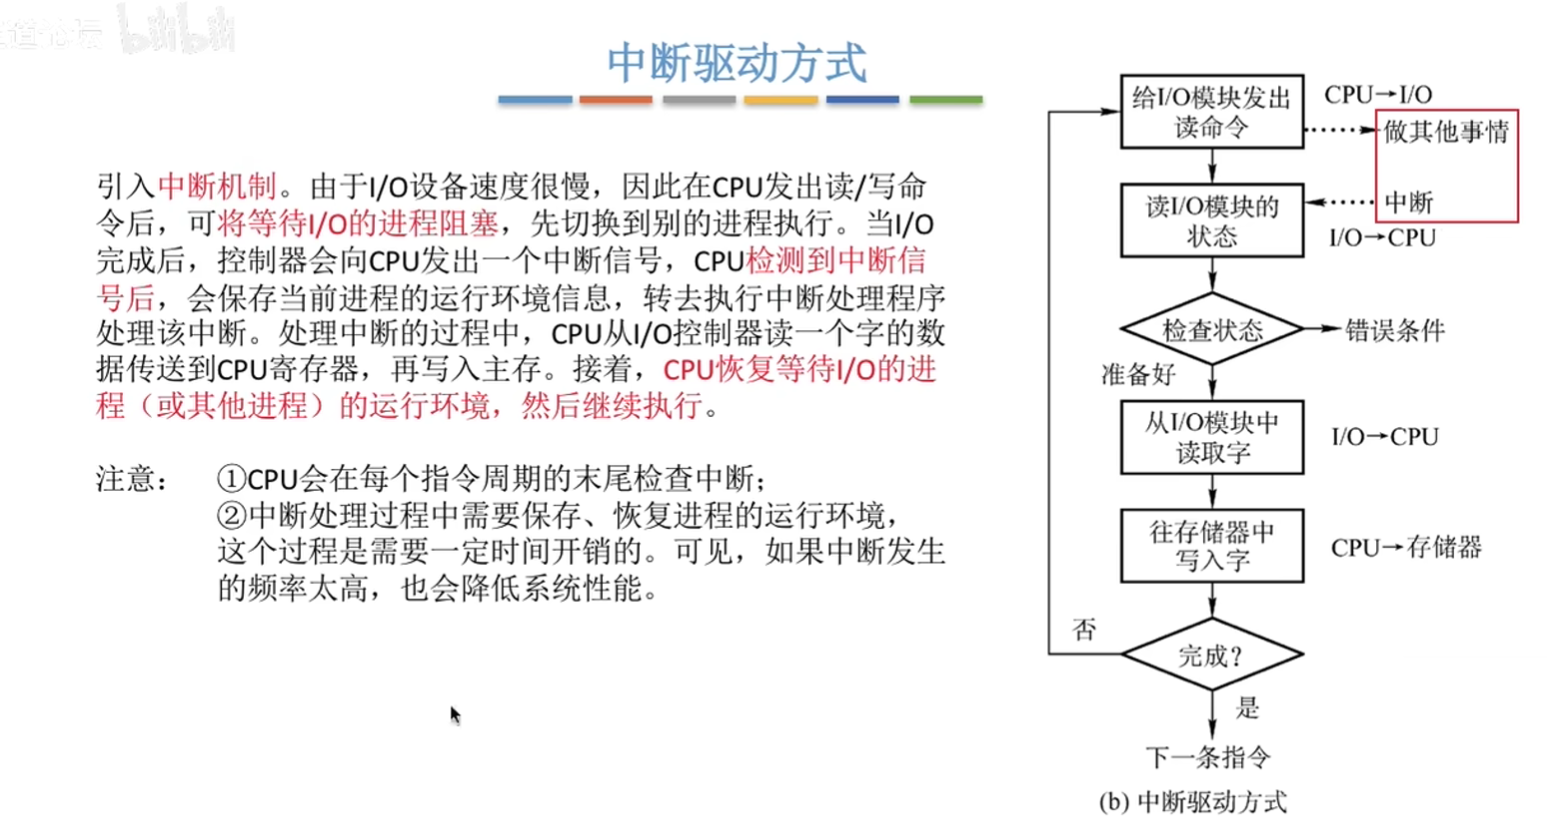 道论坛 bilibili
中断驱动方式
引入中断机制。由于I/O设备速度很慢，因此在CPU发出读/写命
令后，可将等待I/O的进程阻塞，先切换到别的进程执行。当I/O
完成后，控制器会向CPU发出一个中断信号，CPU检测到中断信
号后，会保存当前进程的运行环境信息，转去执行中断处理程序
处理该中断。处理中断的过程中，CPU从I/O控制器读一个字的数
据传送到CPU寄存器，再写入主存。接着，CPU恢复等待I/O的进
程（或其他进程）的运行环境，然后继续执行。
注意： ①CPU会在每个指令周期的末尾检查中断；
②中断处理过程中需要保存、恢复进程的运行环境，
这个过程是需要一定时间开销的。可见，如果中断发生
的频率太高，也会降低系统性能。
给I/O模块发出
读命令
CPU→I/O
做其他事情
读I/O模块的
状态
中断
I/O→CPU
检查状态
错误条件
准备好
从I/O模块中
读取字
I/O→CPU
往存储器中
写入字
CPU→存储器
否
完成？
是
下一条指令
(b) 中断驱动方式